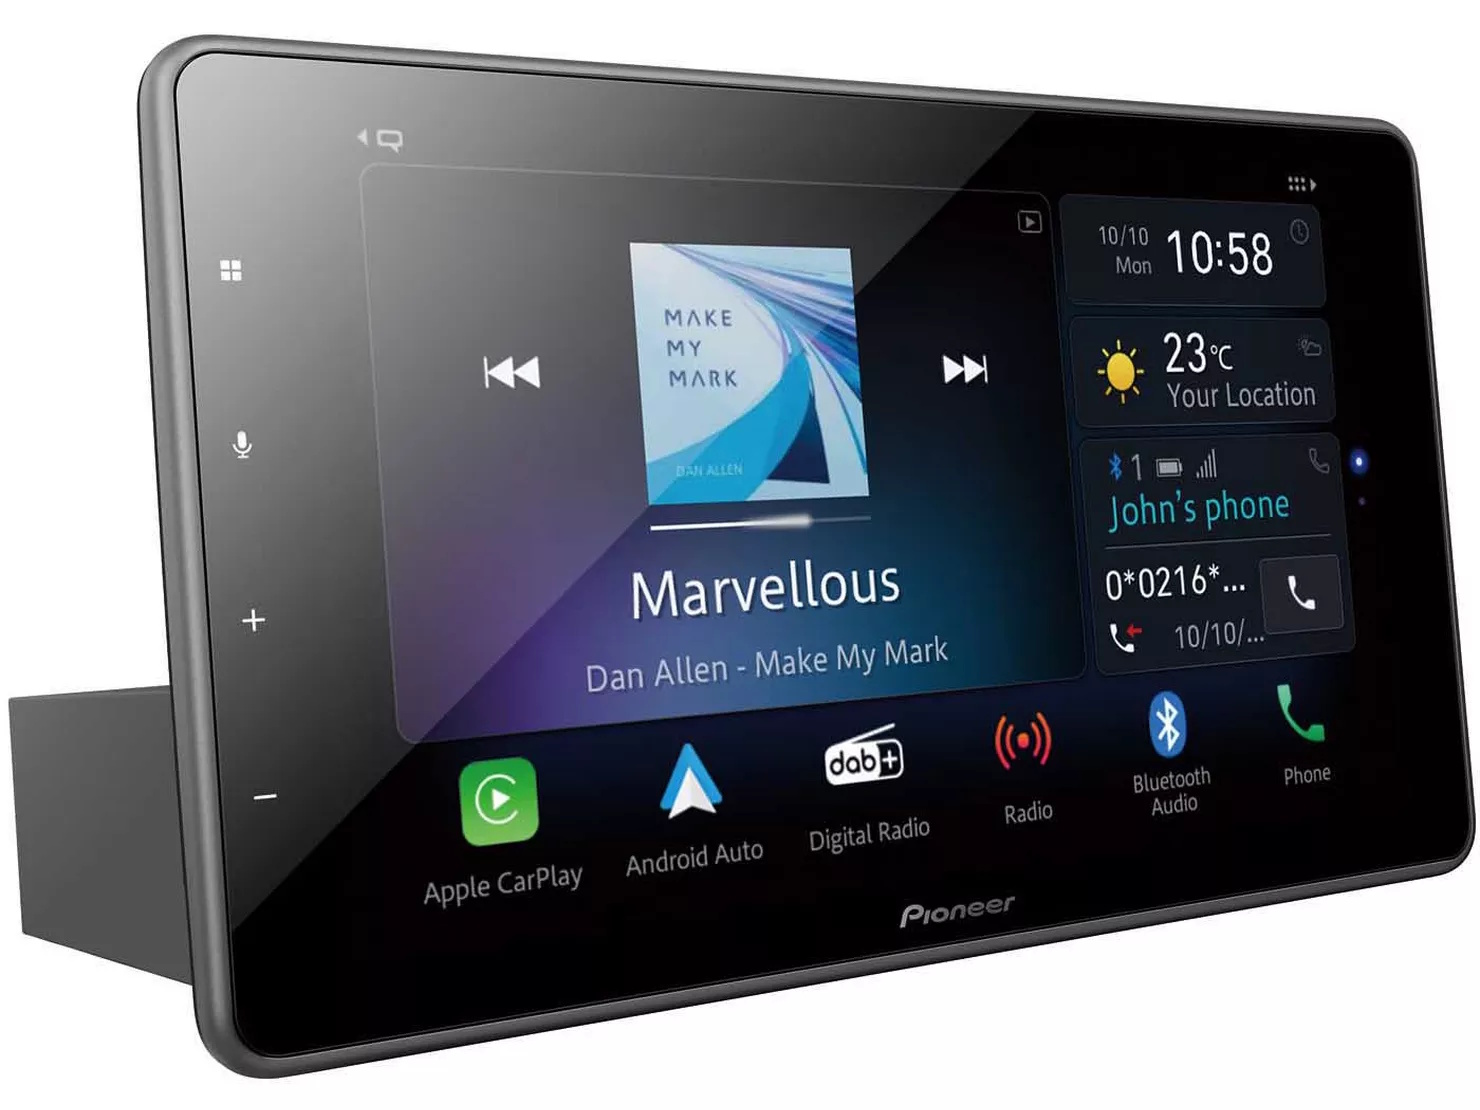 10/10
Mon
10:58
MAKE
MY
MARK
DAN ALLEN
23°C
Your Location
1
John's phone
0*0216*...
10/10/...
Marvellous
Dan Allen - Make My Mark
Apple CarPlay
Android Auto
dab+
Digital Radio
Radio
Bluetooth
Audio
Phone
Pioneer